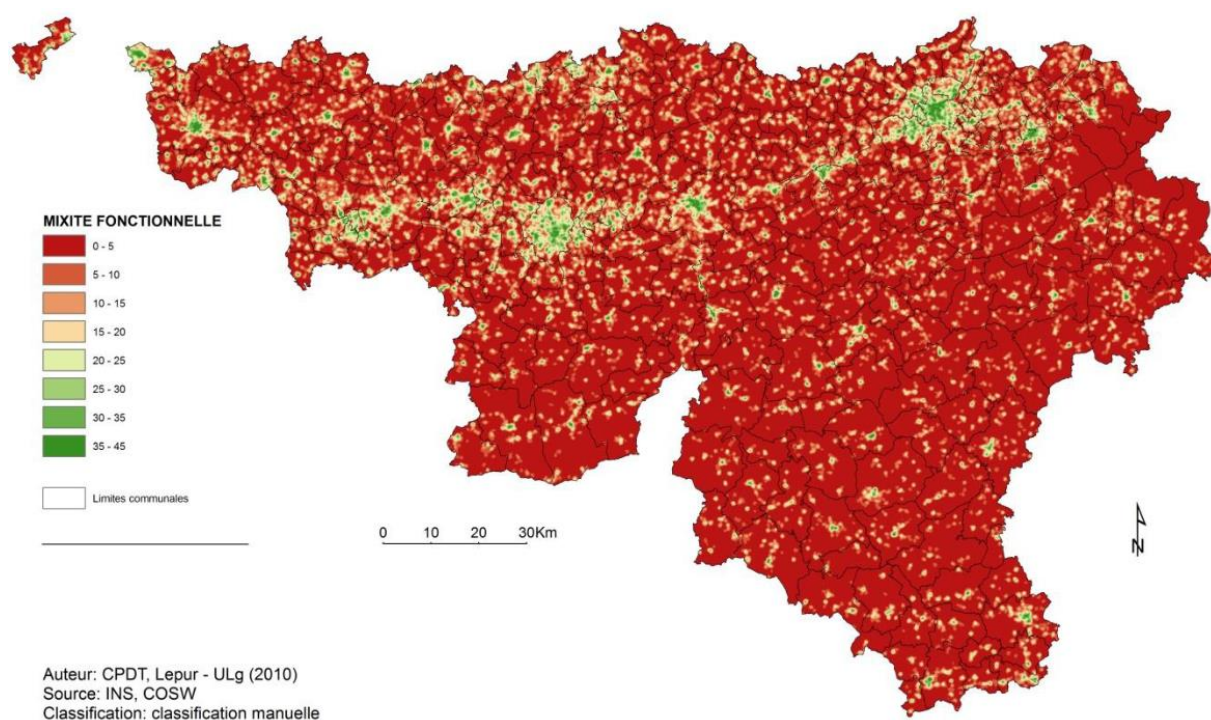 MIXITE FONCTIONNELLE
0 - 5
5 - 10
10 - 15
15 - 20
20 - 25
25 - 30
30 - 35
35 - 45
Limites communales
0 10 20 30Km
N
Auteur: CPDT, Lepur - ULg (2010)
Source: INS, COSW
Classification: classification manuelle